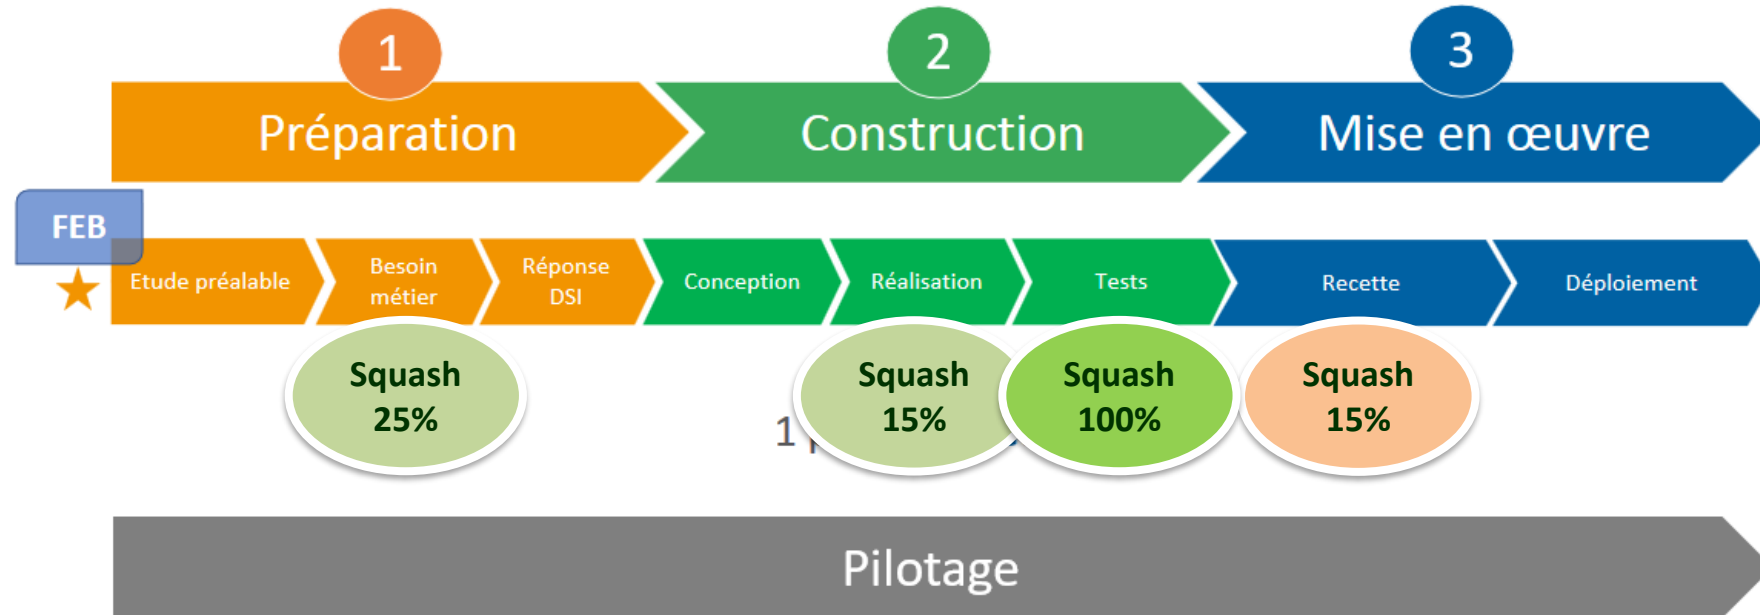 1
2
3
Préparation
Construction
Mise en œuvre
FEB
Etude préalable
Besoin
métier
Réponse
DSI
Conception
Réalisation
Tests
Recette
Déploiement
Squash
25%
Squash
15%
Squash
100%
Squash
15%
1
Pilotage